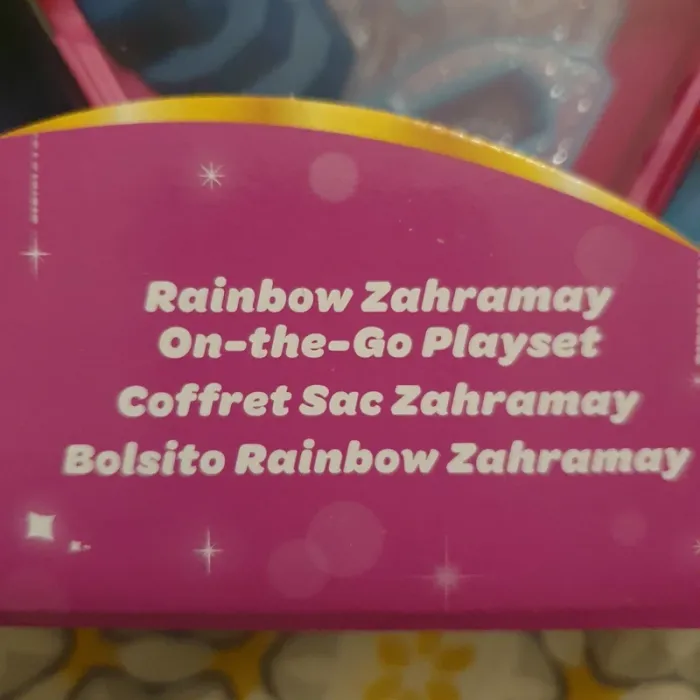 Rainbow Zahramay
On-the-Go Playset
Coffret Sac Zahramay
Bolsito Rainbow Zahramay